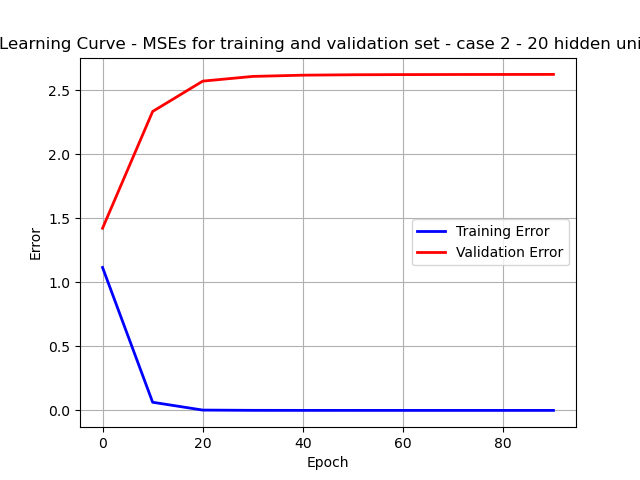 Learning Curve - MSEs for training and validation set - case 2 - 20 hidden uni
2.5
2.0
1.5
1.0
0.5
0.0
Error
Training Error
Validation Error
0 20 40 60 80
Epoch